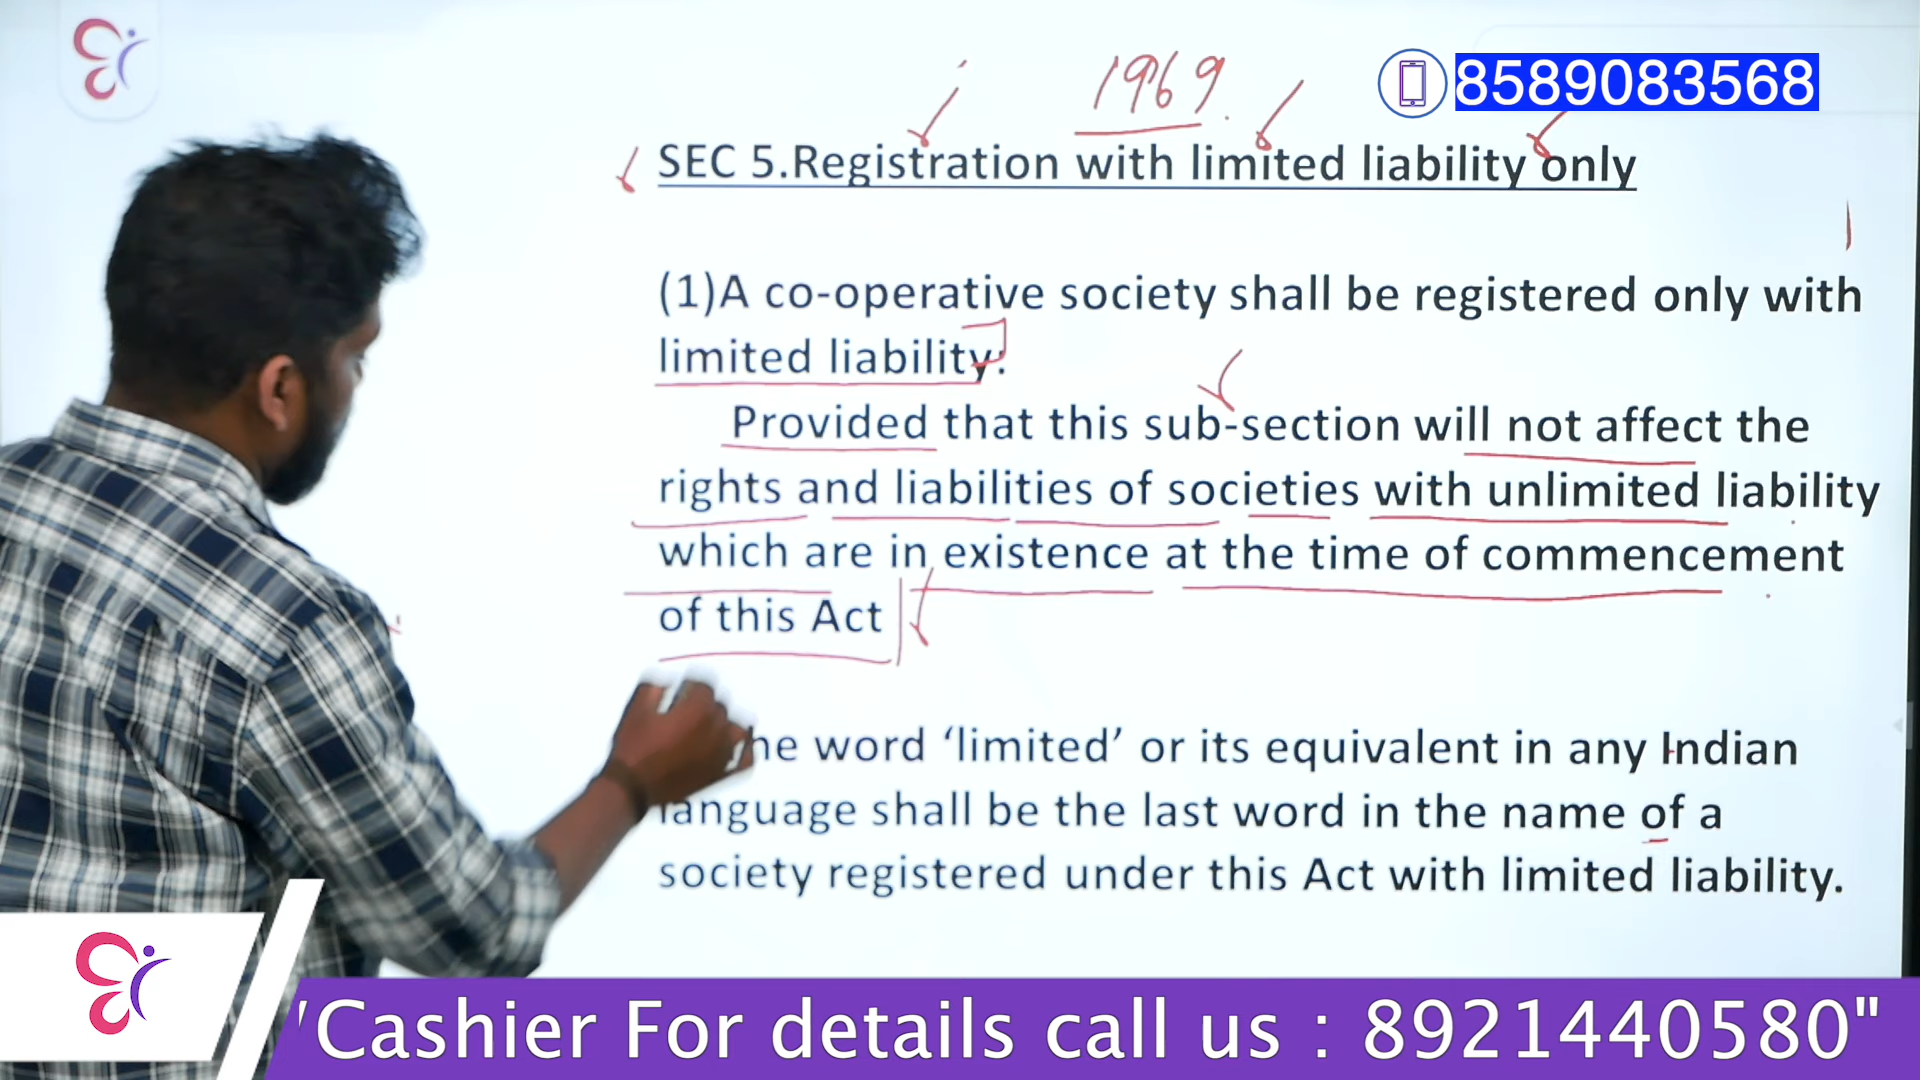 1969.
8589083568
SEC 5.Registration with limited liability only
(1)A co-operative society shall be registered only with
limited liability:
Provided that this sub-section will not affect the
rights and liabilities of societies with unlimited liability
which are in existence at the time of commencement
of this Act
he word ‘limited’ or its equivalent in any Indian
language shall be the last word in the name of a
society registered under this Act with limited liability.
"Cashier For details call us : 8921440580"